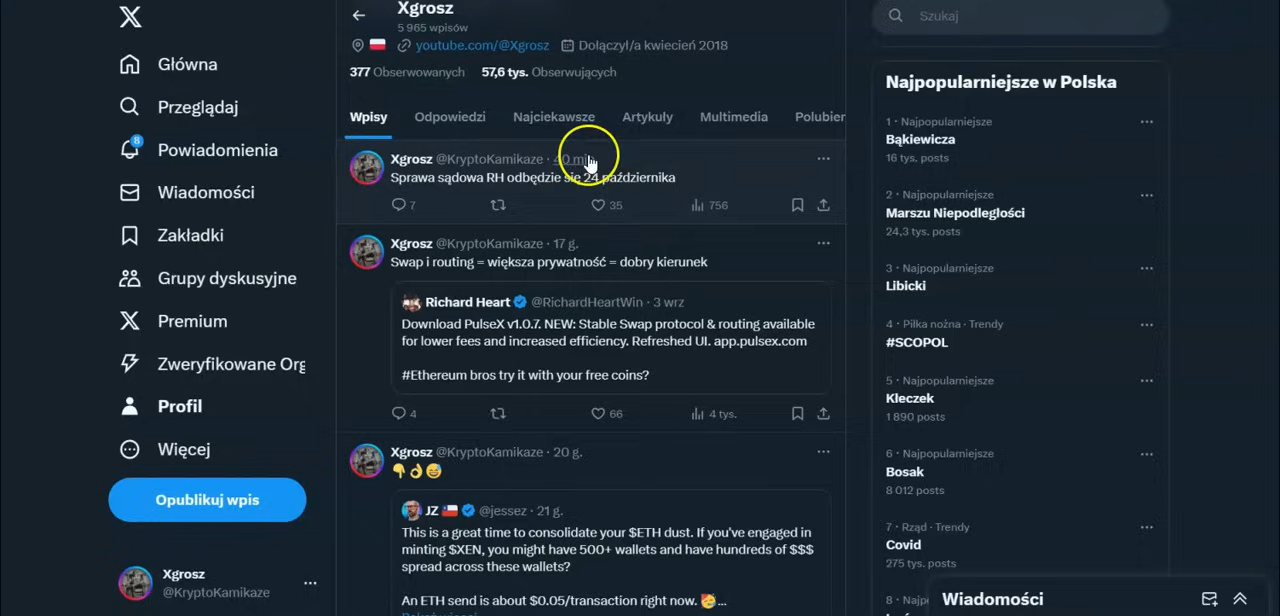 Główna
Przeglądaj
8
Powiadomienia
Wiadomości
Zakładki
Grupy dyskusyjne
Premium
Zweryfikowane Org
Profil
Więcej
Opublikuj wpis
Xgrosz
@KryptoKamikaze
Xgrosz
5 965 wpisów
youtube.com/@Xgrosz Dołączył/a kwiecień 2018
377 Obserwowanych 57,6 tys. Obserwujących
Wpisy Odpowiedzi Najciekawsze Artykuły Multimedia Polubier
Xgrosz @KryptoKamikaze · 40 min
Sprawa sądowa RH odbędzie się 24 października
7 35 756
Xgrosz @KryptoKamikaze · 17 g.
Swap i routing = większa prywatność = dobry kierunek
Richard Heart @RichardHeartWin · 3 wrz
Download PulseX v1.0.7. NEW: Stable Swap protocol & routing available
for lower fees and increased efficiency. Refreshed UI. app.pulsex.com
#Ethereum bros try it with your free coins?
4 66 4 tys.
Xgrosz @KryptoKamikaze · 20 g.
JZ @jessez · 21 g.
This is a great time to consolidate your $ETH dust. If you've engaged in
minting $XEN, you might have 500+ wallets and have hundreds of $$$
spread across these wallets?
An ETH send is about $0.05/transaction right now. 🥳...
Szukaj
Najpopularniejsze w Polska
1 · Najpopularniejsze
Bąkiewicza
16 tys. posts
2 · Najpopularniejsze
Marszu Niepodległości
24,3 tys. posts
3 · Najpopularniejsze
Libicki
4 · Piłka nożna · Trendy
#SCOPOL
5 · Najpopularniejsze
Kleczek
1 890 posts
6 · Najpopularniejsze
Bosak
8 012 posts
7 · Rząd · Trendy
Covid
275 tys. posts
8 ·
Wiadomości